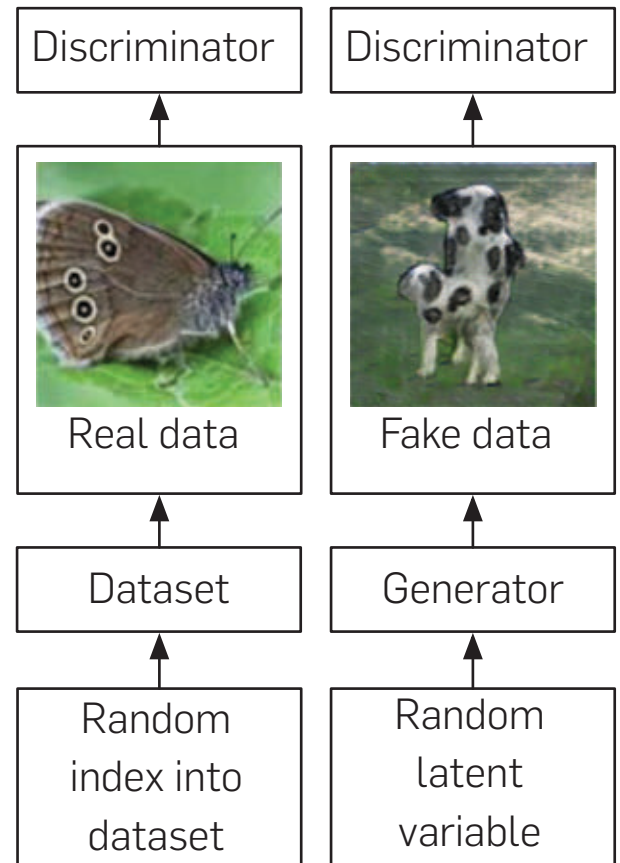 Discriminator
Real data
Dataset
Random
index into
dataset
Discriminator
Fake data
Generator
Random
latent
variable